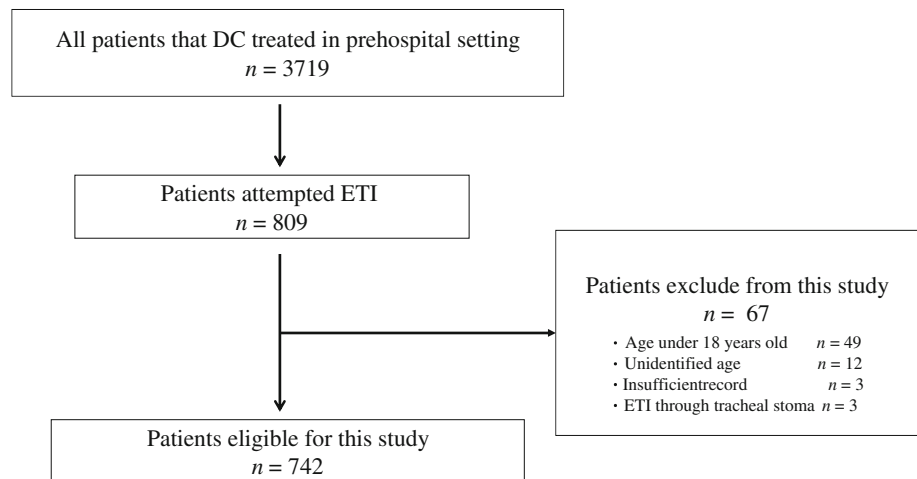 All patients that DC treated in prehospital setting
n = 3719
Patients attempted ETI
n = 809
Patients exclude from this study
n = 67
・Age under 18 years old n = 49
・Unidentified age n = 12
・Insufficientrecord n = 3
・ETI through tracheal stoma n = 3
Patients eligible for this study
n = 742